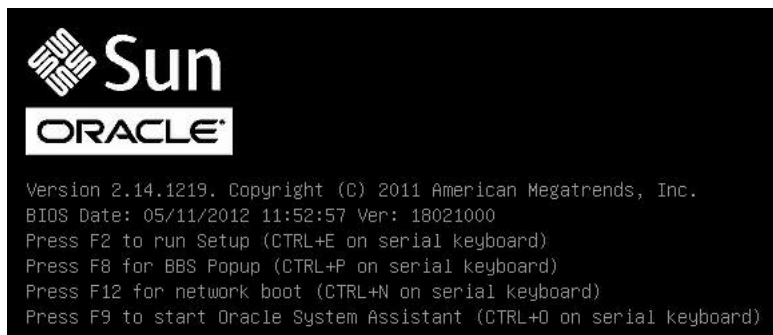 Sun
ORACLE®
Version 2.14.1219. Copyright (C) 2011 American Megatrends, Inc.
BIOS Date: 05/11/2012 11:52:57 Ver: 18021000
Press F2 to run Setup (CTRL+E on serial keyboard)
Press F8 for BBS Popup (CTRL+P on serial keyboard)
Press F12 for network boot (CTRL+N on serial keyboard)
Press F9 to start Oracle System Assistant (CTRL+O on serial keyboard)